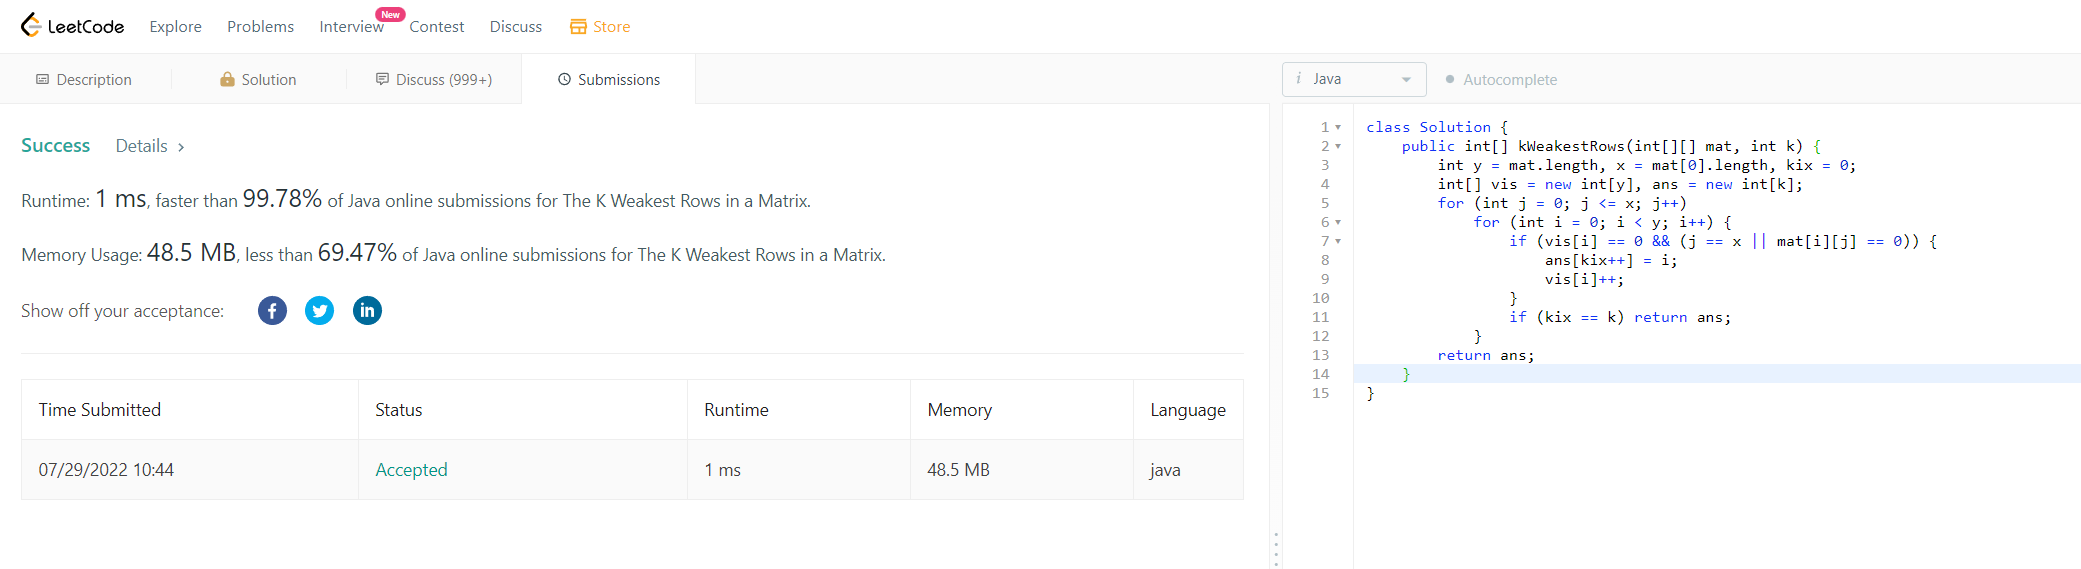 LeetCode Explore Problems Interview New Contest Discuss Store
Description Solution Discuss (999+) Submissions
Success Details >
Runtime: 1 ms, faster than 99.78% of Java online submissions for The K Weakest Rows in a Matrix.
Memory Usage: 48.5 MB, less than 69.47% of Java online submissions for The K Weakest Rows in a Matrix.
Show off your acceptance:
Time Submitted Status Runtime Memory Language
07/29/2022 10:44 Accepted 1 ms 48.5 MB java
i Java Autocomplete
1 class Solution {
2     public int[] kWeakestRows(int[][] mat, int k) {
3         int y = mat.length, x = mat[0].length, kix = 0;
4         int[] vis = new int[y], ans = new int[k];
5         for (int j = 0; j <= x; j++)
6             for (int i = 0; i < y; i++) {
7                 if (vis[i] == 0 && (j == x || mat[i][j] == 0)) {
8                     ans[kix++] = i;
9                     vis[i]++;
10                 }
11                 if (kix == k) return ans;
12             }
13         return ans;
14     }
15 }